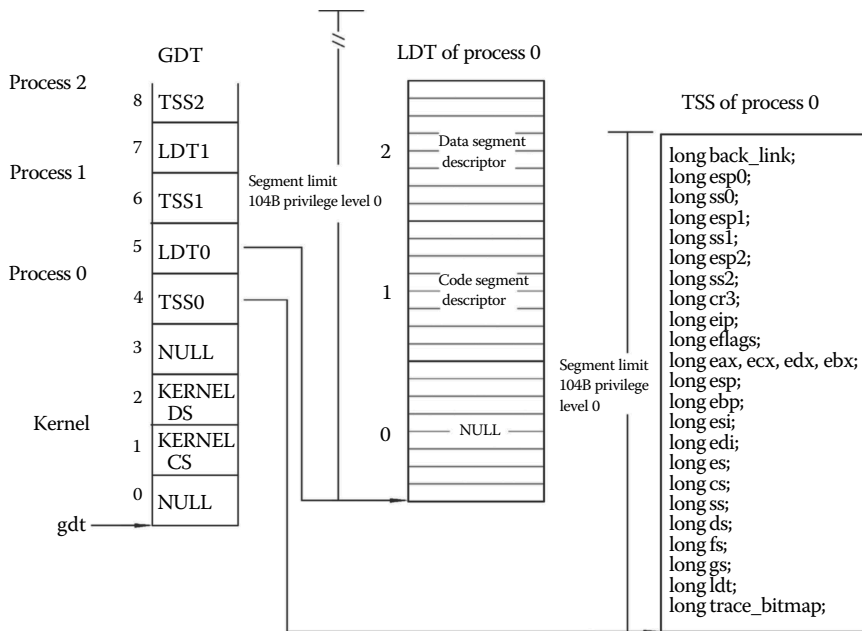 GDT
Process 2
8 TSS2
7 LDT1
Process 1
6 TSS1
5 LDT0
Process 0
4 TSS0
3 NULL
2 KERNEL
DS
Kernel
1 KERNEL
CS
0 NULL
gdt
Segment limit
104B privilege level 0
LDT of process 0
2 Data segment
descriptor
1 Code segment
descriptor
0 NULL
Segment limit
104B privilege
level 0
TSS of process 0
long back_link;
long esp0;
long ss0;
long esp1;
long ss1;
long esp2;
long ss2;
long cr3;
long eip;
long eflags;
long eax, ecx, edx, ebx;
long esp;
long ebp;
long esi;
long edi;
long es;
long cs;
long ss;
long ds;
long fs;
long gs;
long ldt;
long trace_bitmap;